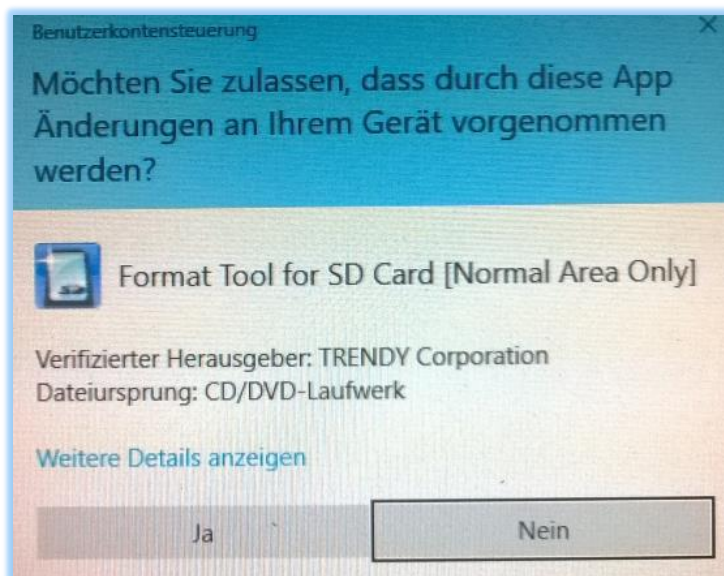 Benutzerkontensteuerung
Möchten Sie zulassen, dass durch diese App
Änderungen an Ihrem Gerät vorgenommen
werden?
Format Tool for SD Card [Normal Area Only]
Verifizierter Herausgeber: TRENDY Corporation
Dateiursprung: CD/DVD-Laufwerk
Weitere Details anzeigen
Ja
Nein